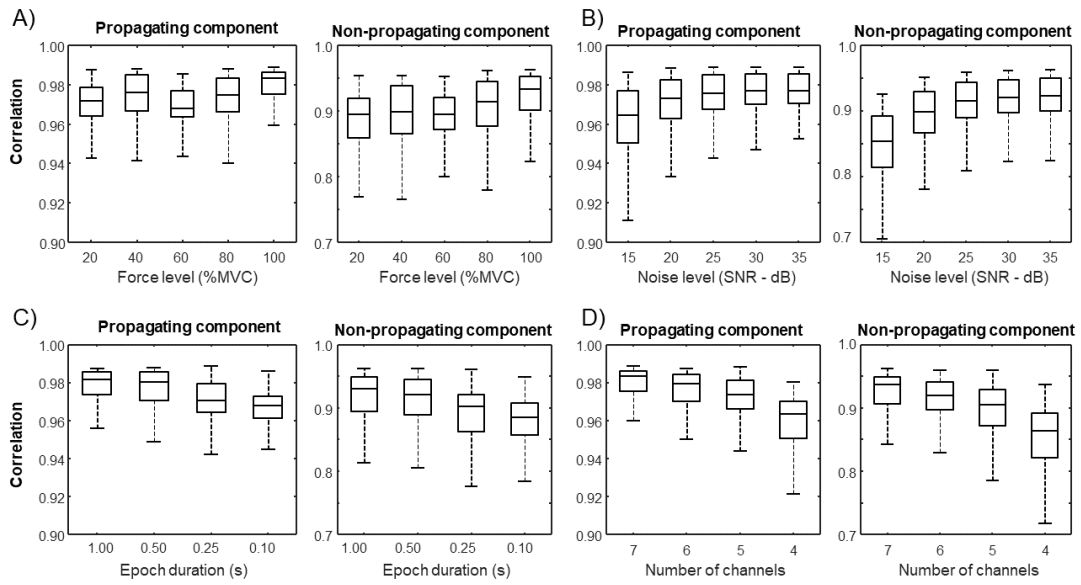 A)
Propagating component
Non-propagating component
Correlation
1.00
0.98
0.96
0.94
0.92
0.90
20 40 60 80 100
Force level (%MVC)
1.0
0.9
0.8
0.7
20 40 60 80 100
Force level (%MVC)
B)
Propagating component
Non-propagating component
1.00
0.98
0.96
0.94
0.92
0.90
15 20 25 30 35
Noise level (SNR - dB)
1.0
0.9
0.8
0.7
15 20 25 30 35
Noise level (SNR - dB)
C)
Propagating component
Non-propagating component
Correlation
1.00
0.98
0.96
0.94
0.92
0.90
1.00 0.50 0.25 0.10
Epoch duration (s)
1.0
0.9
0.8
0.7
1.00 0.50 0.25 0.10
Epoch duration (s)
D)
Propagating component
Non-propagating component
1.00
0.98
0.96
0.94
0.92
0.90
7 6 5 4
Number of channels
1.0
0.9
0.8
0.7
7 6 5 4
Number of channels